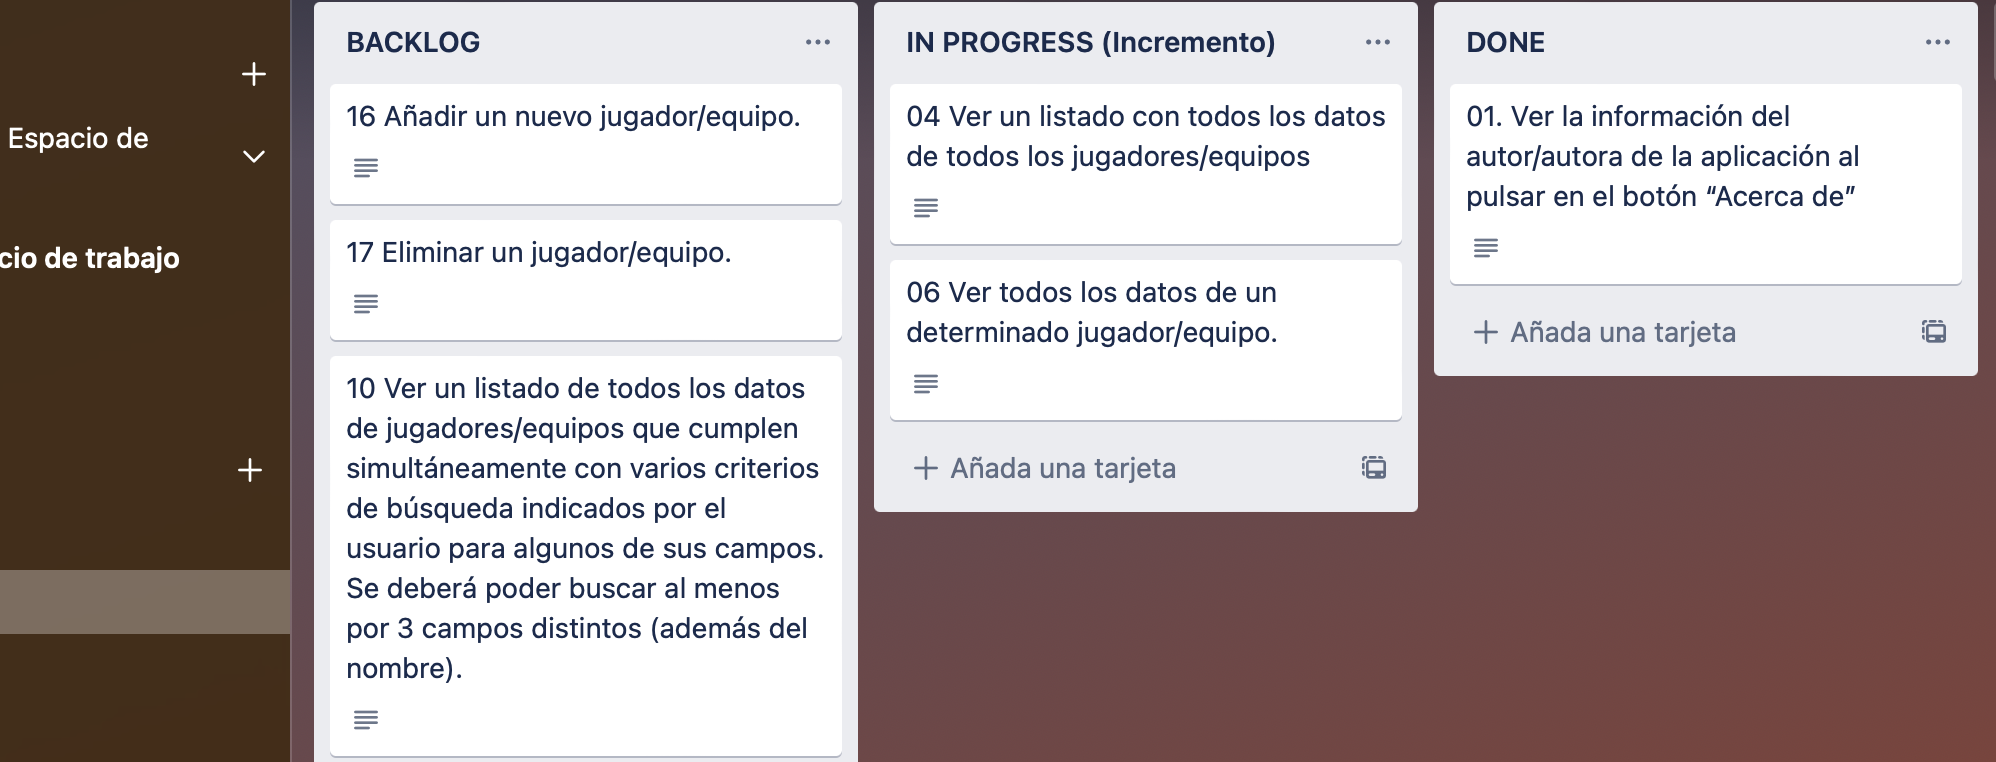 Espacio de
cio de trabajo
BACKLOG
16 Añadir un nuevo jugador/equipo.
17 Eliminar un jugador/equipo.
10 Ver un listado de todos los datos
de jugadores/equipos que cumplen
simultáneamente con varios criterios
de búsqueda indicados por el
usuario para algunos de sus campos.
Se deberá poder buscar al menos
por 3 campos distintos (además del
nombre).
IN PROGRESS (Incremento)
04 Ver un listado con todos los datos
de todos los jugadores/equipos
06 Ver todos los datos de un
determinado jugador/equipo.
Añada una tarjeta
DONE
01. Ver la información del
autor/autora de la aplicación al
pulsar en el botón “Acerca de”
Añada una tarjeta